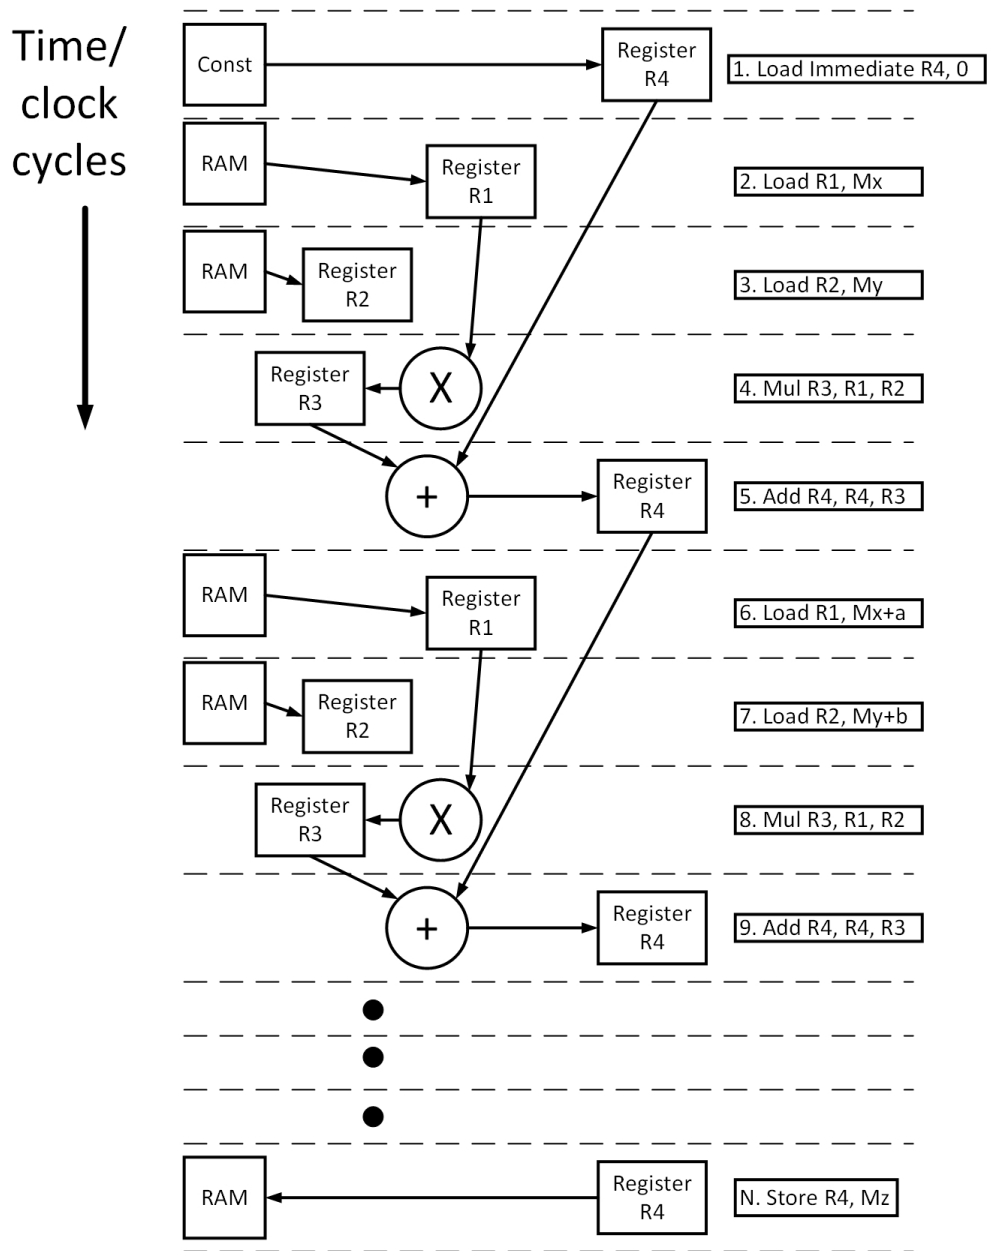 Time/
clock
cycles
Const
Register
R4
1. Load Immediate R4, 0
RAM
Register
R1
2. Load R1, Mx
RAM
Register
R2
3. Load R2, My
Register
R3
X
4. Mul R3, R1, R2
+
Register
R4
5. Add R4, R4, R3
RAM
Register
R1
6. Load R1, Mx+a
RAM
Register
R2
7. Load R2, My+b
Register
R3
X
8. Mul R3, R1, R2
+
Register
R4
9. Add R4, R4, R3
RAM
Register
R4
N. Store R4, Mz